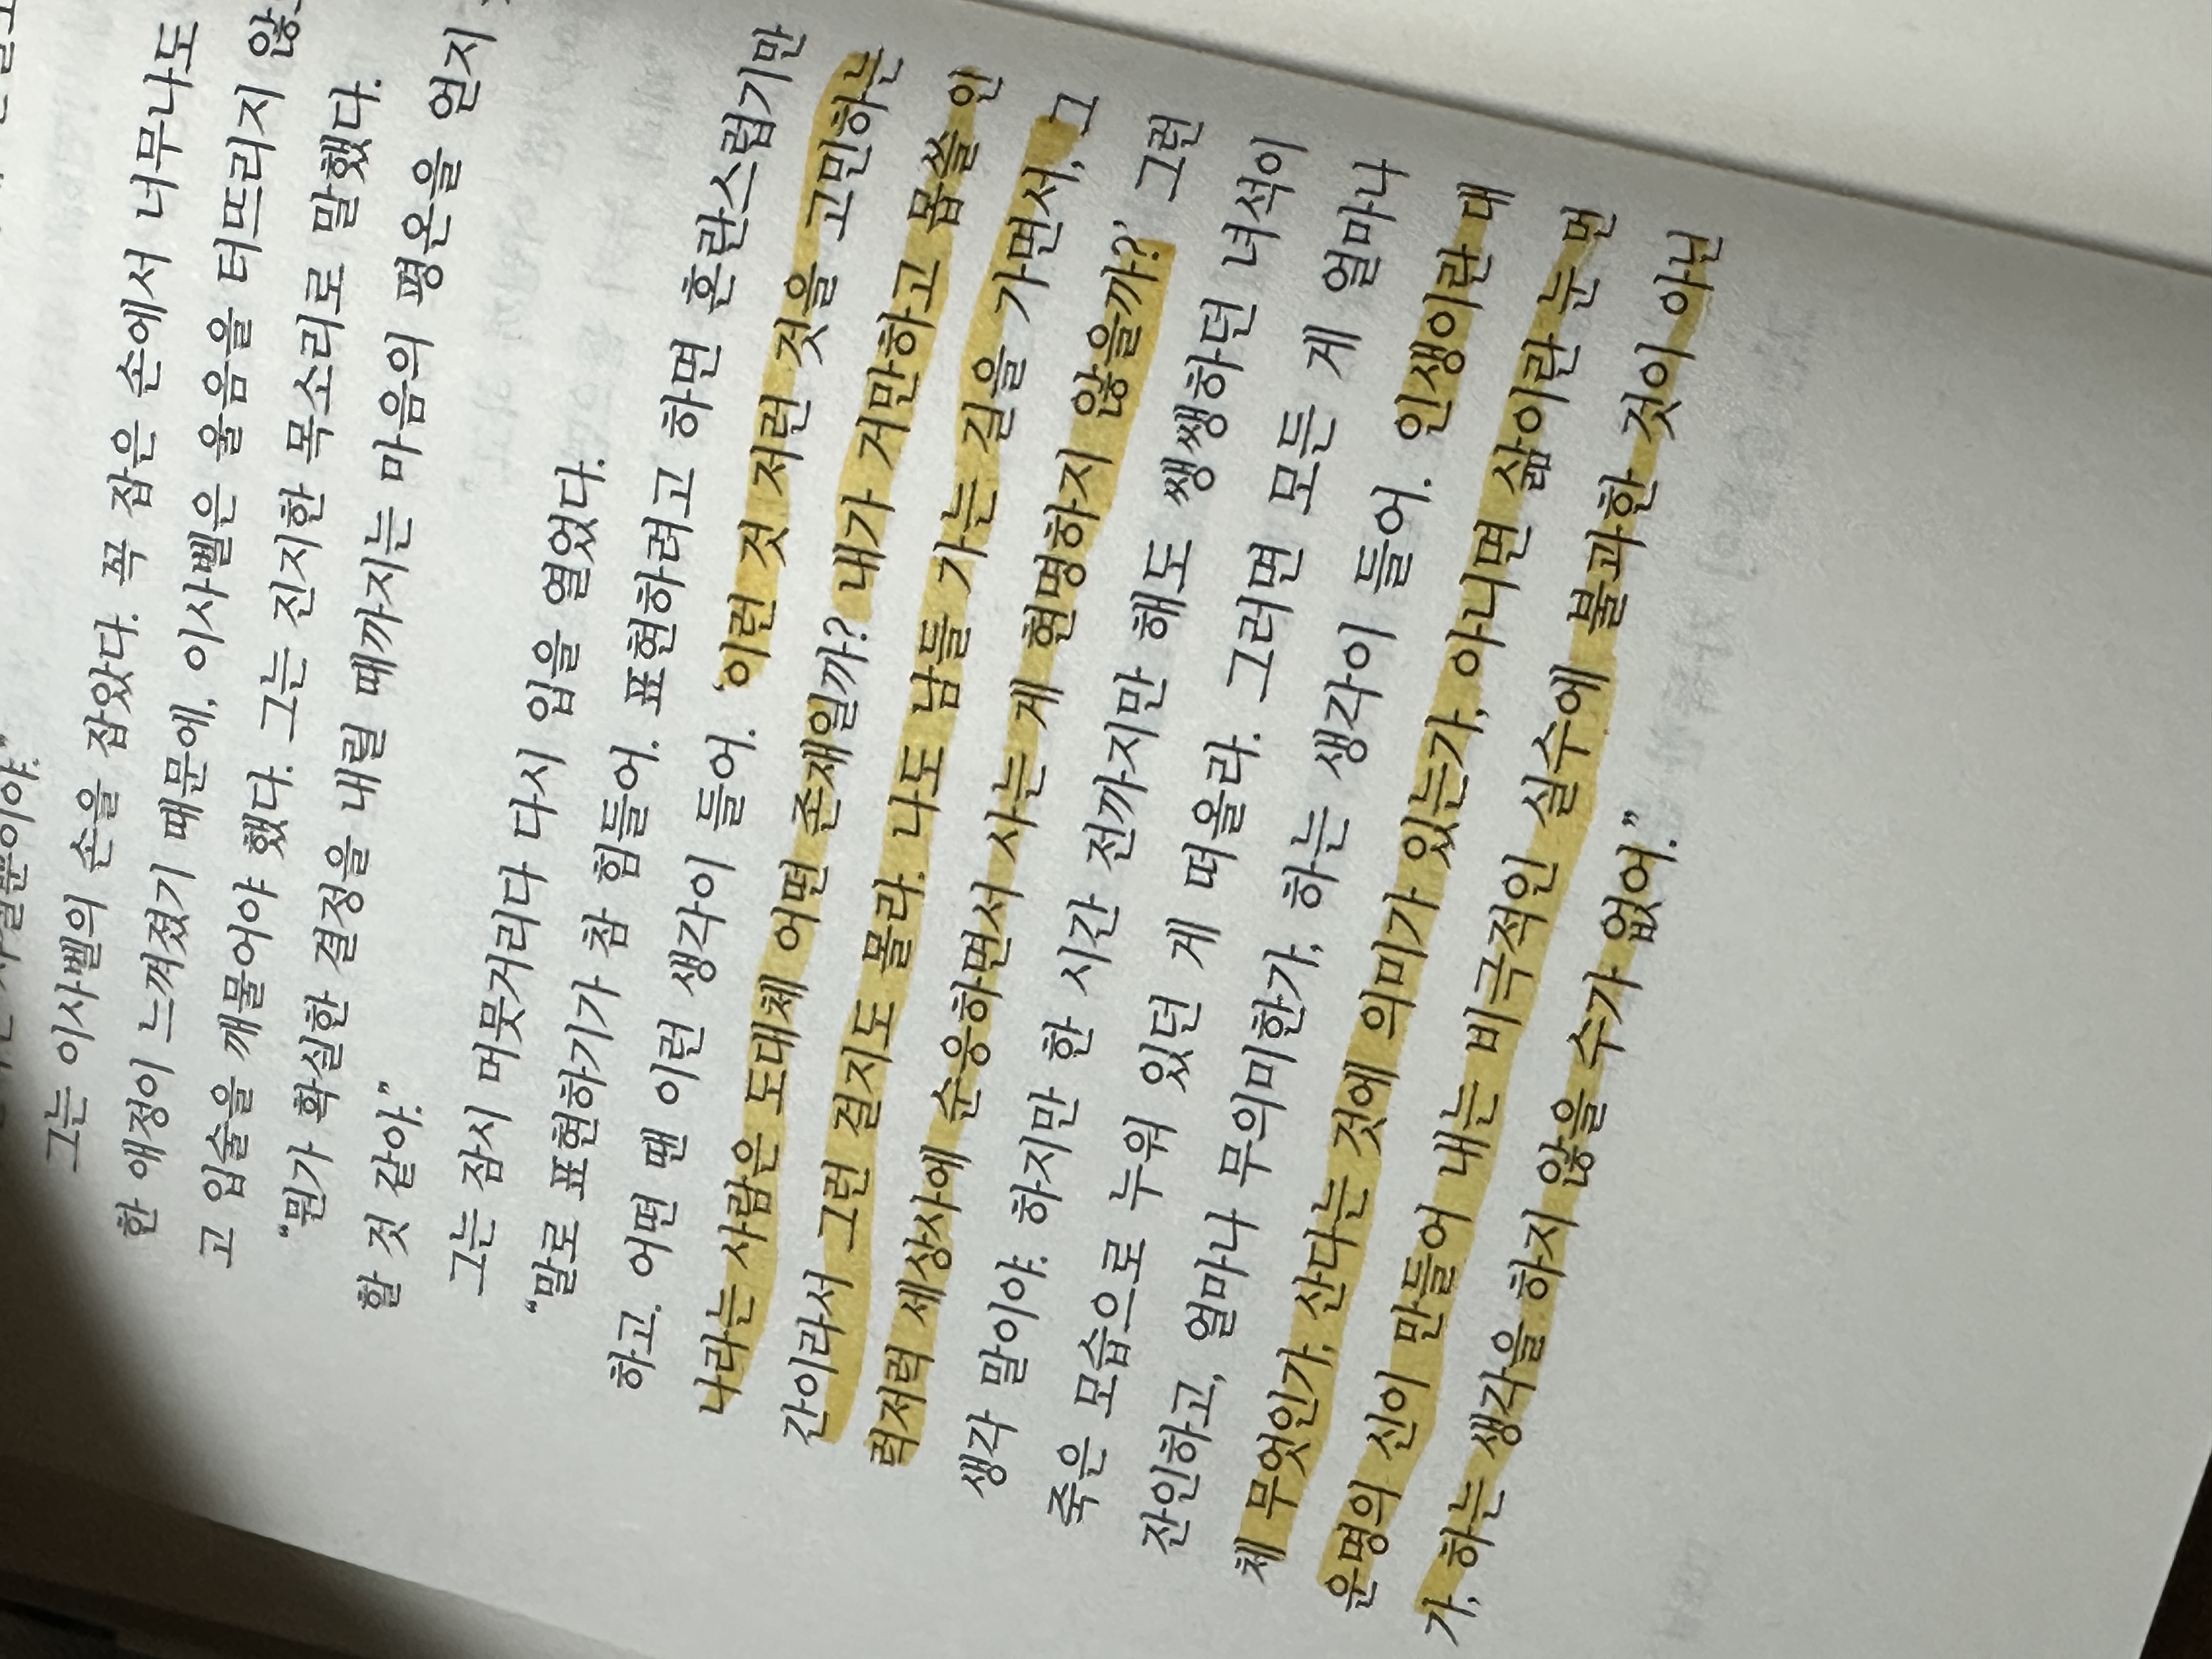 그는 이사벨의 손을 잡았다. 꼭 잡은 손에서 너무나도
한 애정이 느껴졌기 때문에, 이사벨은 울음을 터뜨리지
고 입술을 깨물어야 했다. 그는 진지한 목소리로 말했다.
“뭔가 확실한 결정을 내릴 때까지는 마음의 평온을 얻지
할 것 같아.”
그는 잠시 머뭇거리다 다시 입을 열었다.
“말로 표현하기가 참 힘들어. 표현하려고 하면 혼란스럽기만
하고. 어떤 땐 이런 생각이 들어. ‘이런 것 저런 것을 고민하는
나라는 사람은 도대체 어떤 존재일까? 내가 거만하고 몹쓸 인
간이라서 그런 걸지도 몰라. 나도 남들 가는 길을 가면서, 그
럭저럭 세상사에 순응하면서 사는 게 현명하지 않을까?’ 그런
생각 말이야. 하지만 한 시간 전까지만 해도 쌩쌩하던 녀석이
죽은 모습으로 누워 있던 게 떠올라. 그러면 모든 게 얼마나
잔인하고, 얼마나 무의미한가, 하는 생각이 들어. 인생이란 대
체 무엇인가, 산다는 것에 의미가 있는가, 아니면 삶이란 눈 먼
운명의 신이 만들어 내는 비극적인 실수에 불과한 것이 아닌
가, 하는 생각을 하지 않을 수가 없어.”